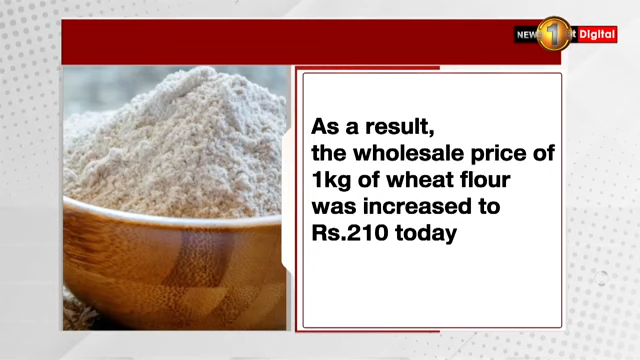 NEWS 1st Digital
As a result,
the wholesale price of
1kg of wheat flour
was increased to
Rs.210 today